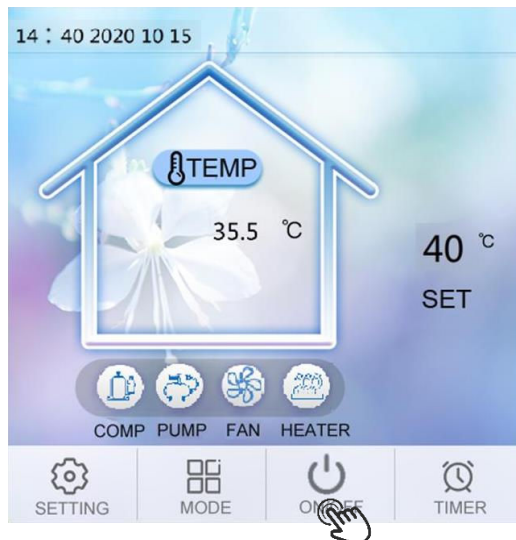 14:40 2020 10 15
TEMP
35.5 ℃
40 ℃
SET
COMP PUMP FAN HEATER
SETTING MODE ON/OFF TIMER